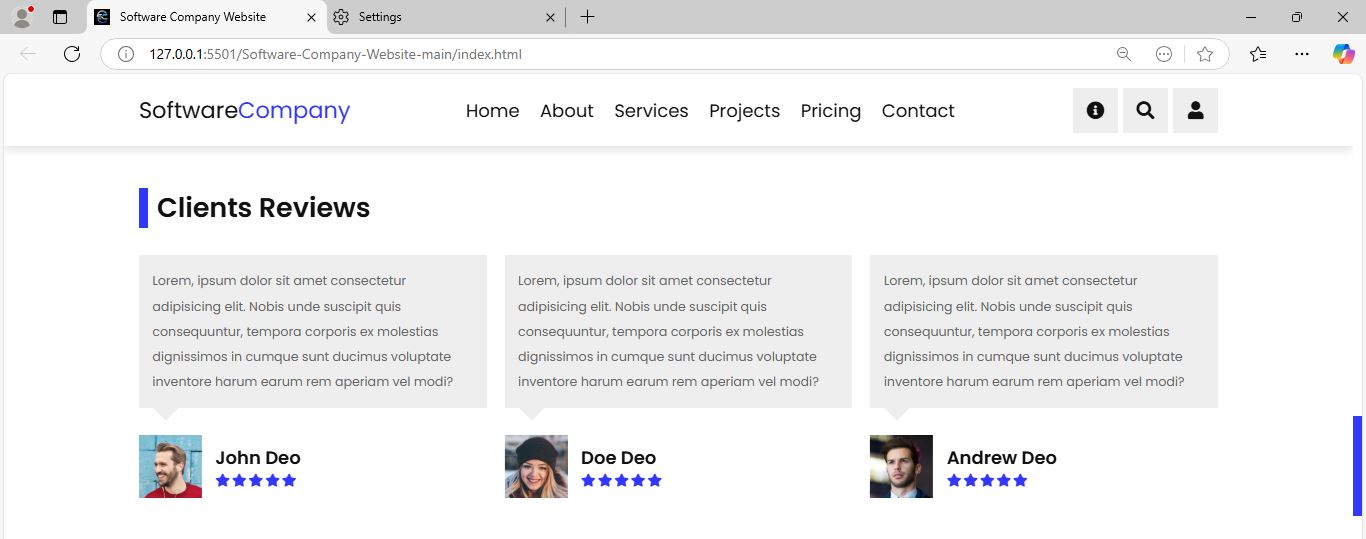 Software Company Website
Settings
127.0.0.1:5501/Software-Company-Website-main/index.html
SoftwareCompany
Home About Services Projects Pricing Contact
Clients Reviews
Lorem, ipsum dolor sit amet consectetur
adipisicing elit. Nobis unde suscipit quis
consequuntur, tempora corporis ex molestias
dignissimos in cumque sunt ducimus voluptate
inventore harum earum rem aperiam vel modi?
John Deo
Lorem, ipsum dolor sit amet consectetur
adipisicing elit. Nobis unde suscipit quis
consequuntur, tempora corporis ex molestias
dignissimos in cumque sunt ducimus voluptate
inventore harum earum rem aperiam vel modi?
Doe Deo
Lorem, ipsum dolor sit amet consectetur
adipisicing elit. Nobis unde suscipit quis
consequuntur, tempora corporis ex molestias
dignissimos in cumque sunt ducimus voluptate
inventore harum earum rem aperiam vel modi?
Andrew Deo